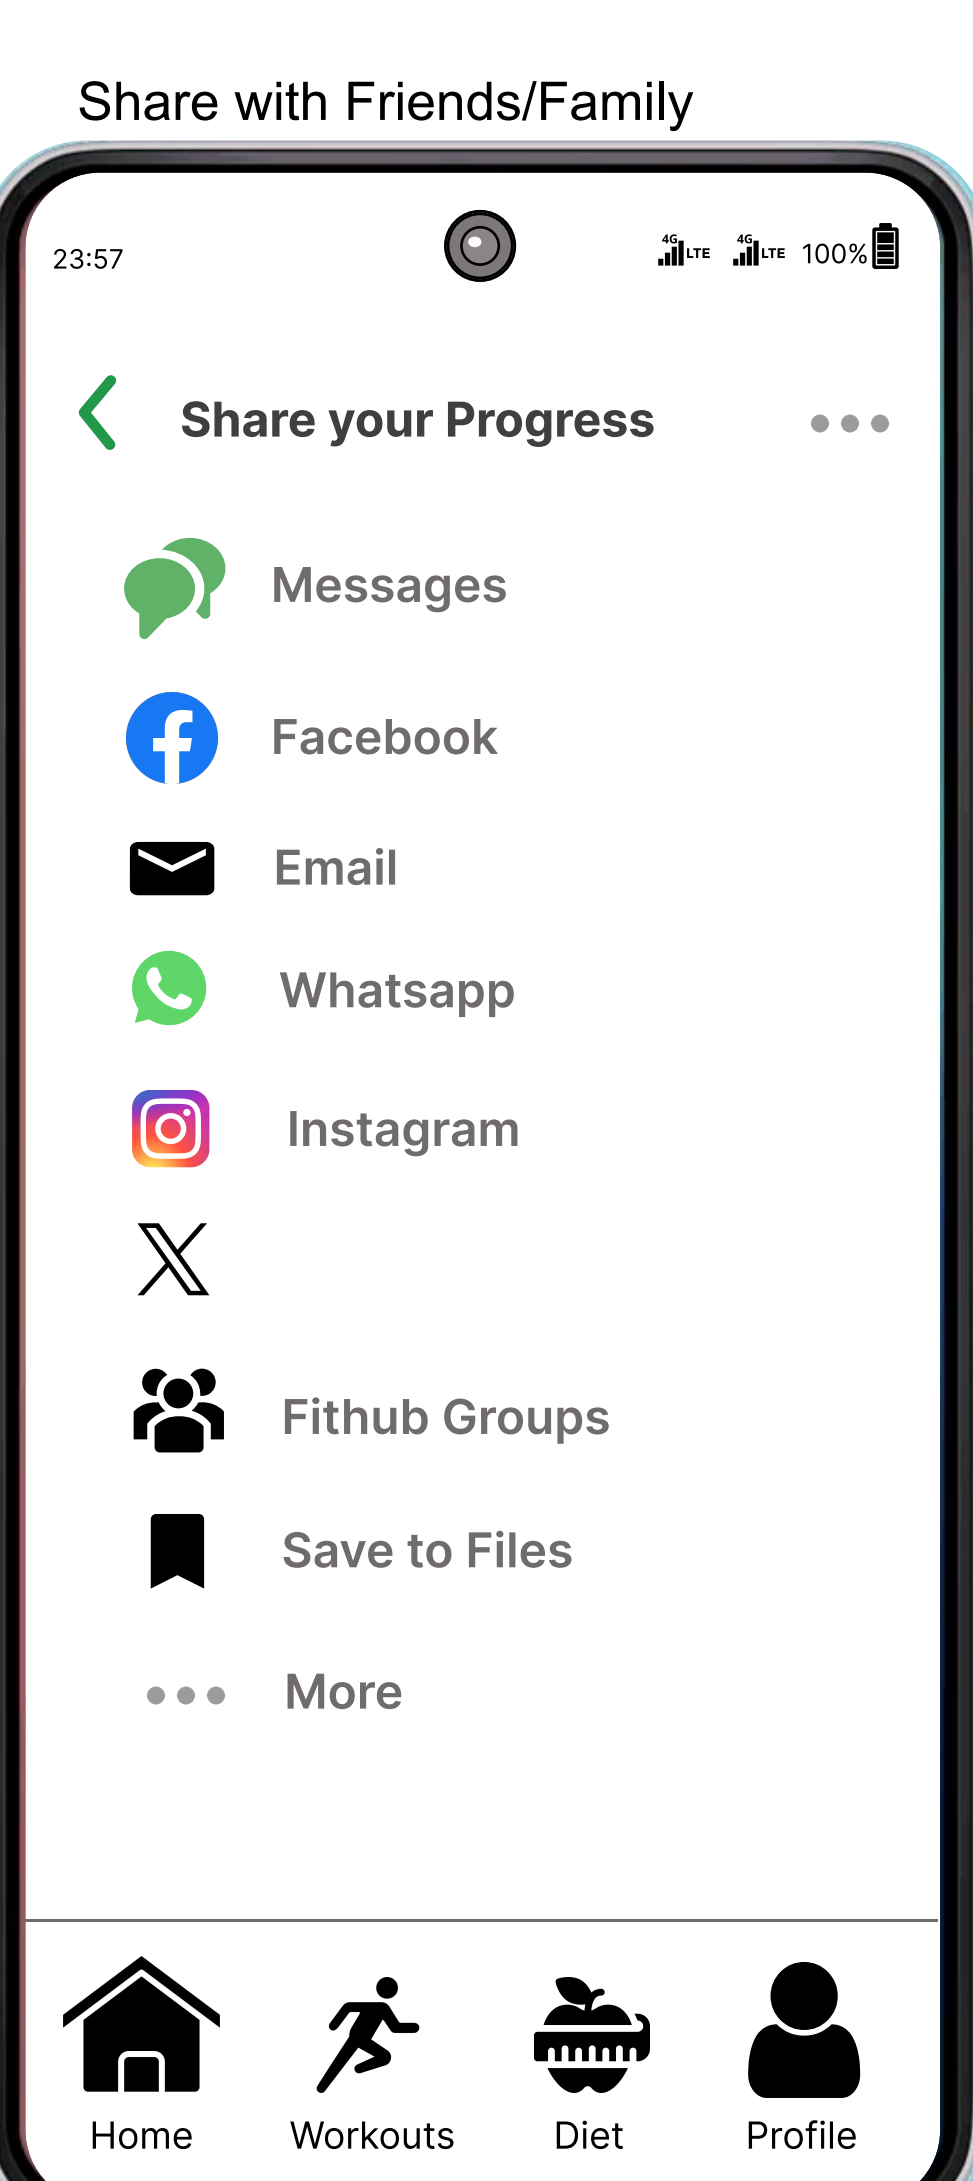 Share with Friends/Family
23:57
4G LTE 4G LTE 100%
Share your Progress
Messages
Facebook
Email
Whatsapp
Instagram
X
Fithub Groups
Save to Files
More
Home Workouts Diet Profile